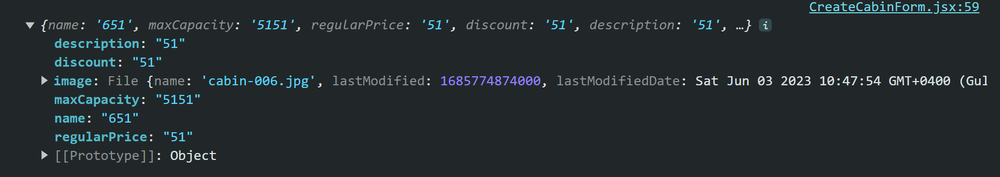 CreateCabinForm.jsx:59
▼ {name: '651', maxCapacity: '5151', regularPrice: '51', discount: '51', description: '51', …} i
description: "51"
discount: "51"
▶ image: File {name: 'cabin-006.jpg', lastModified: 1685774874000, lastModifiedDate: Sat Jun 03 2023 10:47:54 GMT+0400 (Gul
maxCapacity: "5151"
name: "651"
regularPrice: "51"
▶ [[Prototype]]: Object